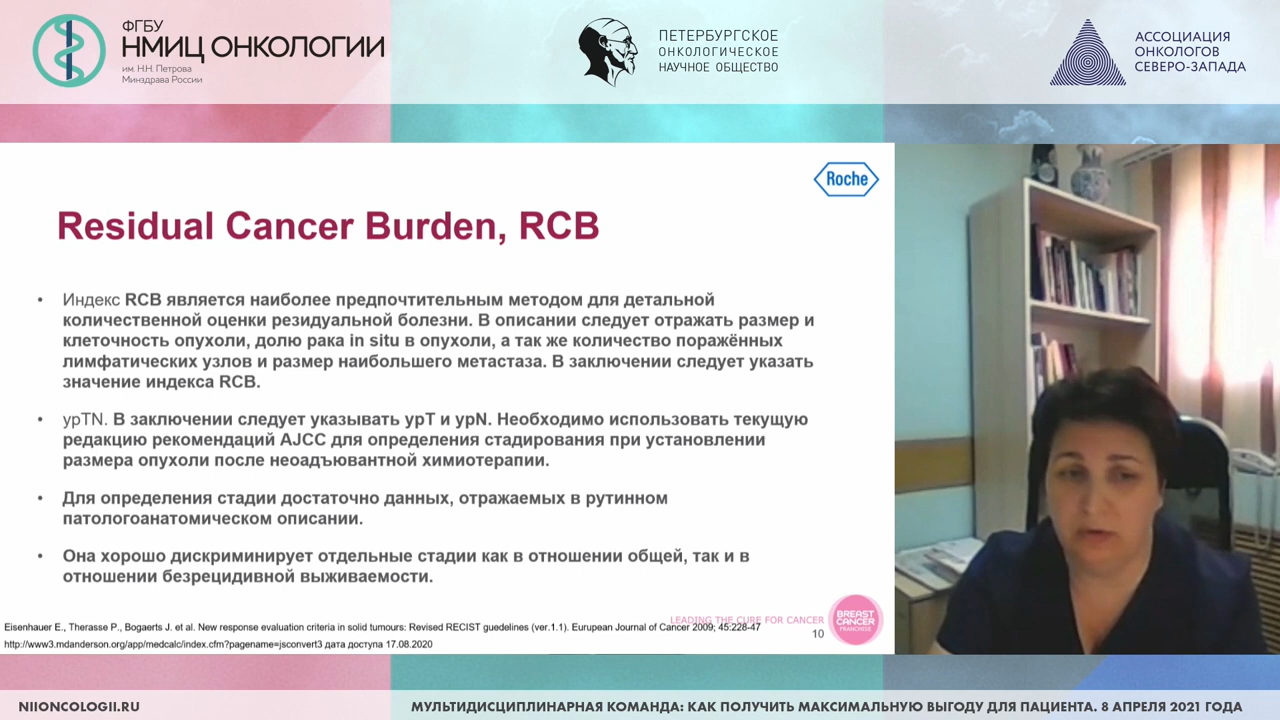 ФГБУ
НМИЦ ОНКОЛОГИИ
им. Н.Н. Петрова
Минздрава России
ПЕТЕРБУРГСКОЕ
ОНКОЛОГИЧЕСКОЕ
НАУЧНОЕ ОБЩЕСТВО
АССОЦИАЦИЯ
ОНКОЛОГОВ
СЕВЕРО-ЗАПАДА
Roche
Residual Cancer Burden, RCB
• Индекс RCB является наиболее предпочтительным методом для детальной
количественной оценки резидуальной болезни. В описании следует отражать размер и
клеточность опухоли, долю рака in situ в опухоли, а так же количество поражённых
лимфатических узлов и размер наибольшего метастаза. В заключении следует указать
значение индекса RCB.
• ypTN. В заключении следует указывать ypT и ypN. Необходимо использовать текущую
редакцию рекомендаций AJCC для определения стадирования при установлении
размера опухоли после неоадъювантной химиотерапии.
• Для определения стадии достаточно данных, отражаемых в рутинном
патологоанатомическом описании.
• Она хорошо дискриминирует отдельные стадии как в отношении общей, так и в
отношении безрецидивной выживаемости.
LEADING THE CURE FOR CANCER
BREAST
CANCER
FRANCHISE
Eisenhauer E., Therasse P., Bogaerts J. et al. New response evaluation criteria in solid tumours: Revised RECIST guedelines (ver.1.1). European Journal of Cancer 2009; 45:228-47
10
http://www3.mdanderson.org/app/medcalc/index.cfm?pagename=jsconvert3 дата доступа 17.08.2020
NIIONCOLOGII.RU
МУЛЬТИДИСЦИПЛИНАРНАЯ КОМАНДА: КАК ПОЛУЧИТЬ МАКСИМАЛЬНУЮ ВЫГОДУ ДЛЯ ПАЦИЕНТА. 8 АПРЕЛЯ 2021 ГОДА